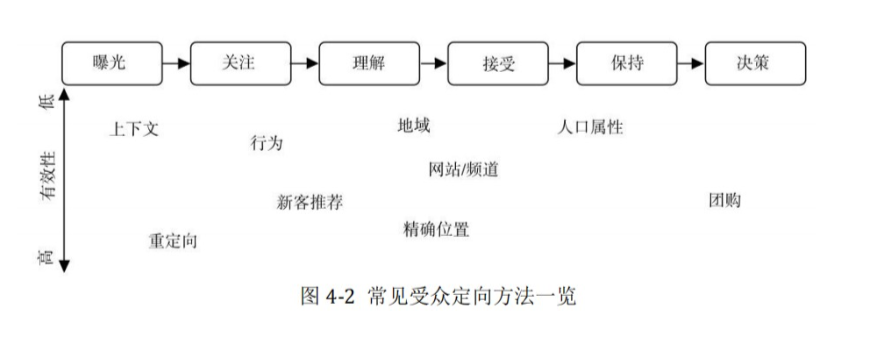 曝光
关注
理解
接受
保持
决策
低
有效性
高
上下文
行为
地域
人口属性
网站/频道
新客推荐
团购
精确位置
重定向
图 4-2 常见受众定向方法一览